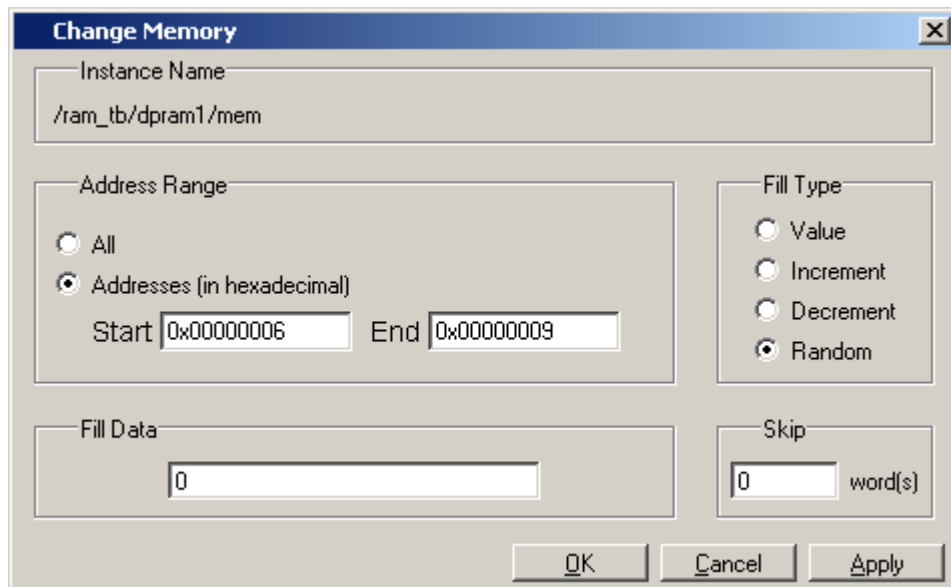 Change Memory
Instance Name
/ram_tb/dpram1/mem
Address Range
All
Addresses (in hexadecimal)
Start 0x00000006 End 0x00000009
Fill Type
Value
Increment
Decrement
Random
Fill Data
0
Skip
0 word(s)
OK Cancel Apply